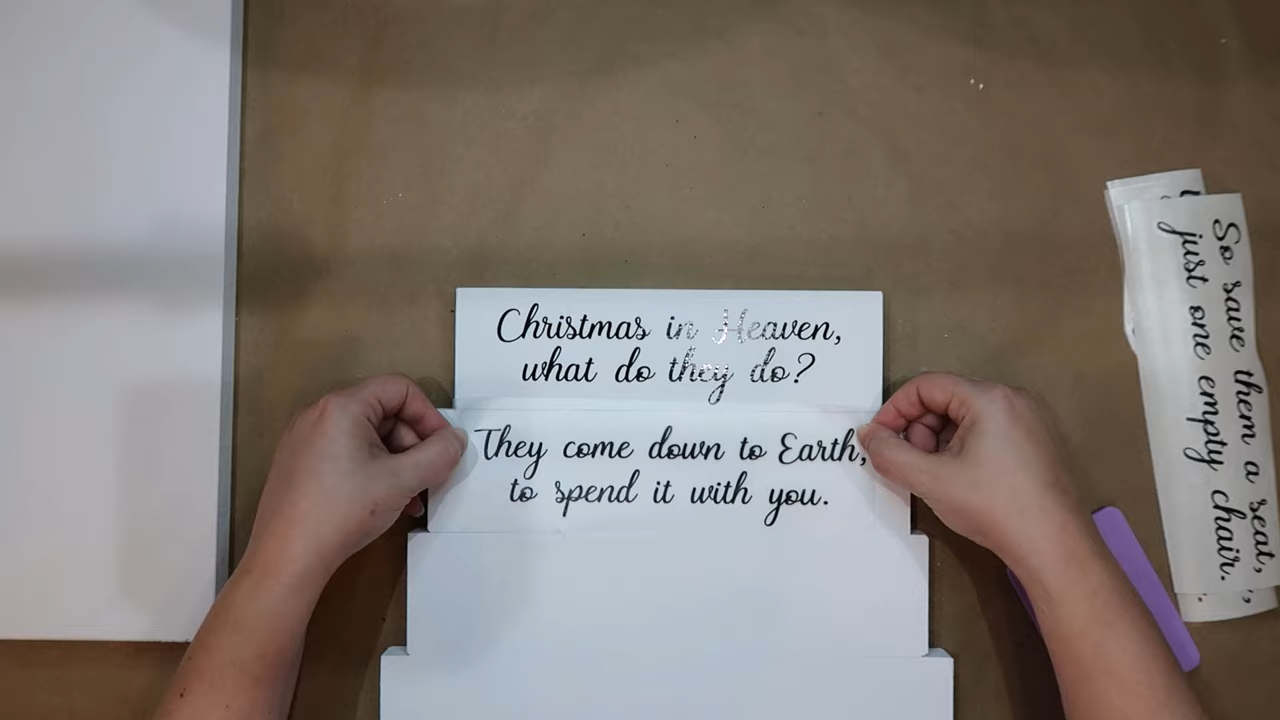 Christmas in Heaven,
what do they do?
They come down to Earth,
to spend it with you.
So save them a seat,
just one empty chair.